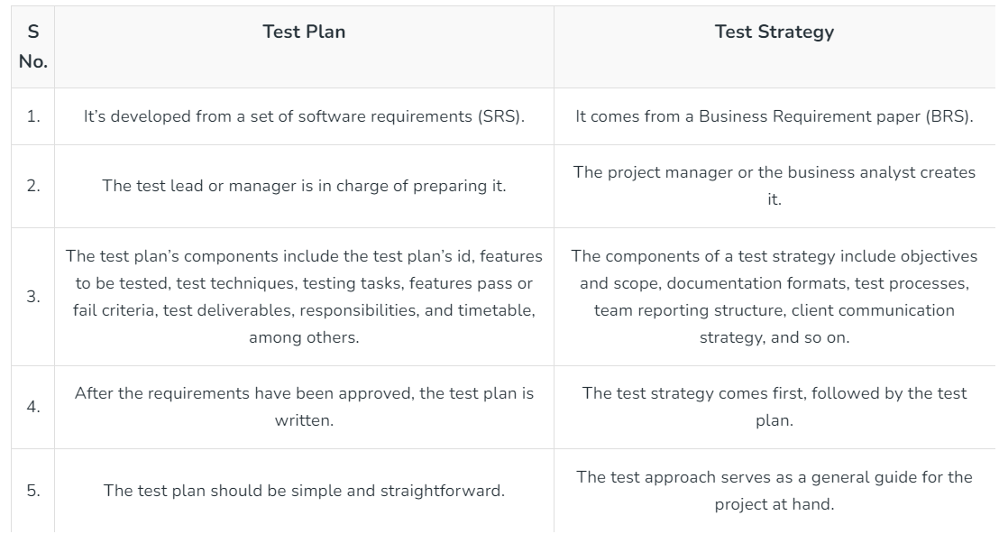 S
No.
Test Plan
Test Strategy
1.
It’s developed from a set of software requirements (SRS).
It comes from a Business Requirement paper (BRS).
2.
The test lead or manager is in charge of preparing it.
The project manager or the business analyst creates
it.
3.
The test plan’s components include the test plan’s id, features
to be tested, test techniques, testing tasks, features pass or
fail criteria, test deliverables, responsibilities, and timetable,
among others.
The components of a test strategy include objectives
and scope, documentation formats, test processes,
team reporting structure, client communication
strategy, and so on.
4.
After the requirements have been approved, the test plan is
written.
The test strategy comes first, followed by the test
plan.
5.
The test plan should be simple and straightforward.
The test approach serves as a general guide for the
project at hand.